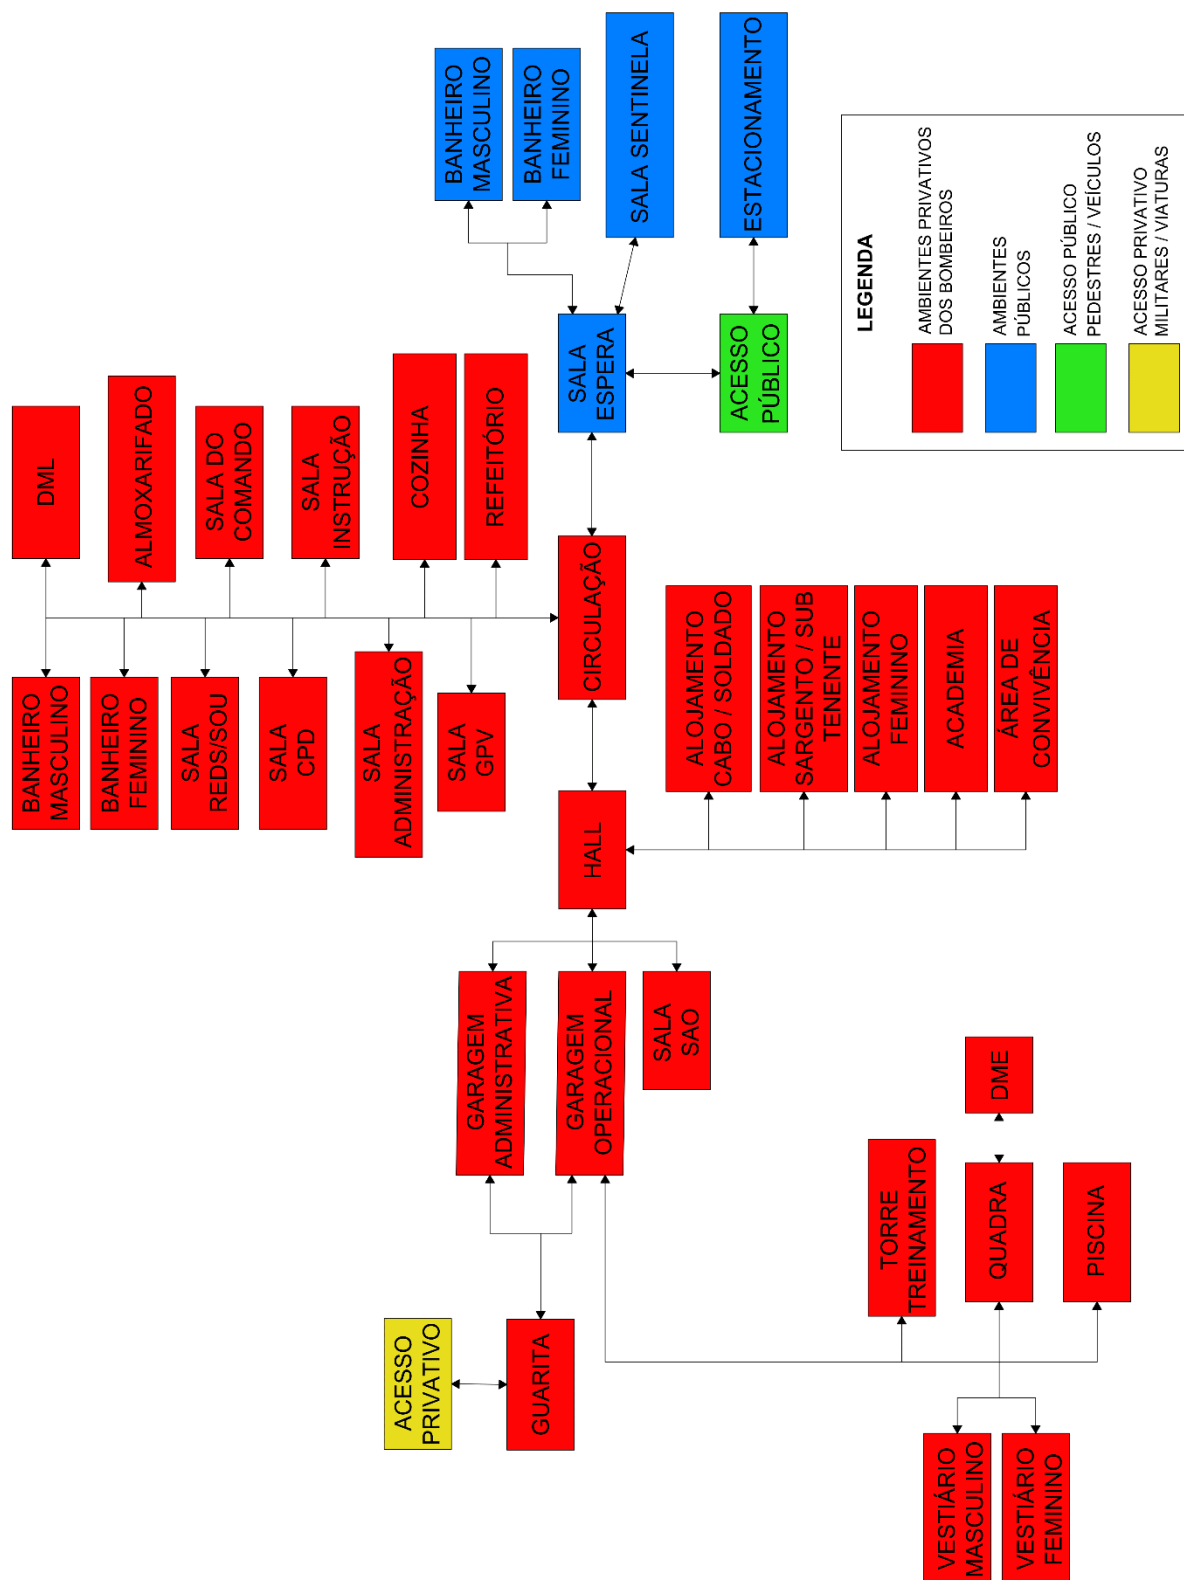 BANHEIRO
MASCULINO
BANHEIRO
FEMININO
SALA SENTINELA
ESTACIONAMENTO
SALA
ESPERA
ACESSO
PÚBLICO
DML
ALMOXARIFADO
SALA DO
COMANDO
SALA
INSTRUÇÃO
COZINHA
REFEITÓRIO
BANHEIRO
MASCULINO
BANHEIRO
FEMININO
SALA
REDS/SOU
SALA
CPD
SALA
ADMINISTRAÇÃO
SALA
GPV
CIRCULAÇÃO
HALL
ALOJAMENTO
CABO / SOLDADO
ALOJAMENTO
SARGENTO / SUB
TENENTE
ALOJAMENTO
FEMININO
ACADEMIA
ÁREA DE
CONVIVÊNCIA
GARAGEM
ADMINISTRATIVA
GARAGEM
OPERACIONAL
SALA
SAO
ACESSO
PRIVATIVO
GUARITA
TORRE
TREINAMENTO
QUADRA
DME
PISCINA
VESTIÁRIO
MASCULINO
VESTIÁRIO
FEMININO
LEGENDA
AMBIENTES PRIVATIVOS
DOS BOMBEIROS
AMBIENTES
PÚBLICOS
ACESSO PÚBLICO
PEDESTRES / VEÍCULOS
ACESSO PRIVATIVO
MILITARES / VIATURAS